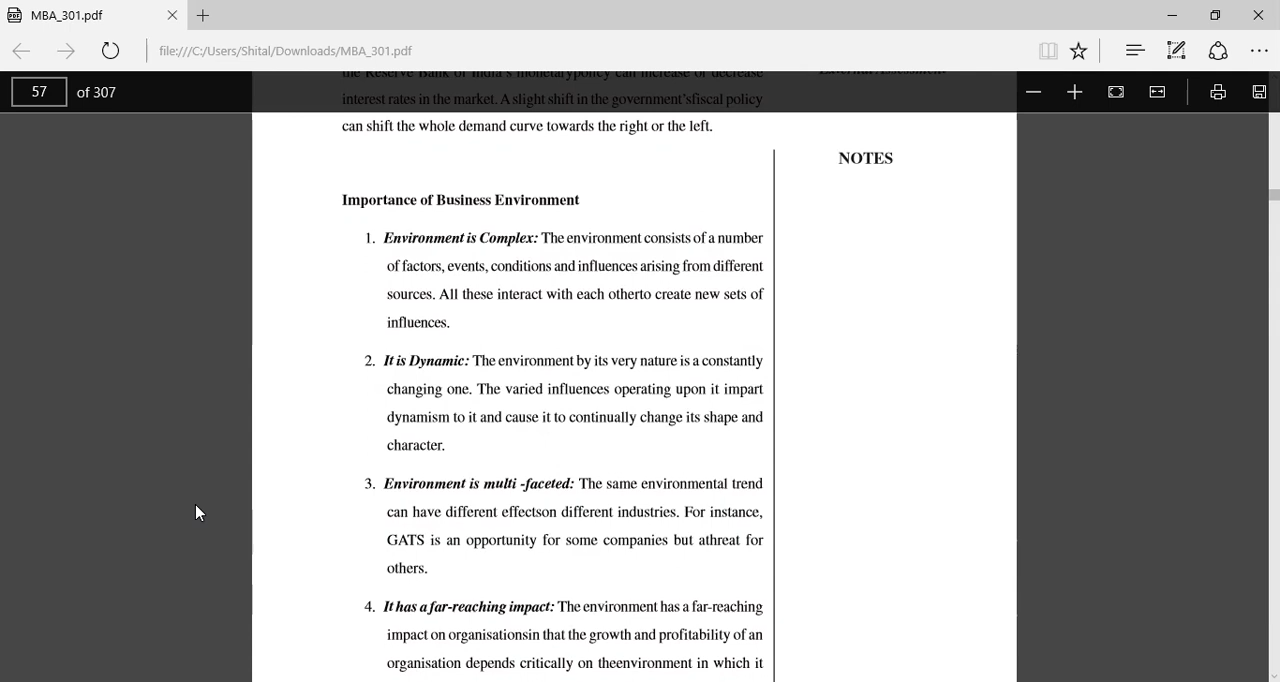 MBA_301.pdf
file:///C:/Users/Shital/Downloads/MBA_301.pdf
57 of 307
the Reserve Bank of India's monetarypolicy can increase or decrease
External Assessment
interest rates in the market. A slight shift in the government'sfiscal policy
can shift the whole demand curve towards the right or the left.
NOTES
Importance of Business Environment
1. Environment is Complex: The environment consists of a number
of factors, events, conditions and influences arising from different
sources. All these interact with each otherto create new sets of
influences.
2. It is Dynamic: The environment by its very nature is a constantly
changing one. The varied influences operating upon it impart
dynamism to it and cause it to continually change its shape and
character.
3. Environment is multi -faceted: The same environmental trend
can have different effectson different industries. For instance,
GATS is an opportunity for some companies but athreat for
others.
4. It has a far-reaching impact: The environment has a far-reaching
impact on organisationsin that the growth and profitability of an
organisation depends critically on theenvironment in which it